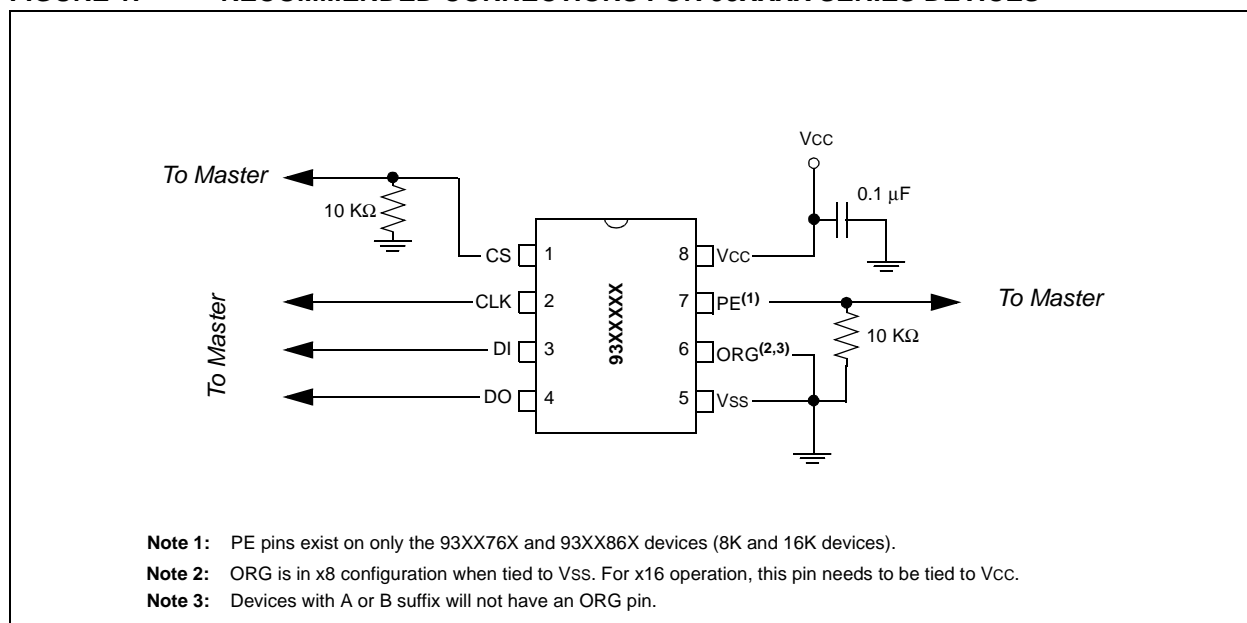 To Master
10 KΩ
VCC
0.1 μF
CS 1
8 VCC
CLK 2
7 PE(1)
To Master
10 KΩ
DI 3
6 ORG(2,3)
DO 4
5 VSS
93XXXXX
To Master
Note 1: PE pins exist on only the 93XX76X and 93XX86X devices (8K and 16K devices).
Note 2: ORG is in x8 configuration when tied to VSS. For x16 operation, this pin needs to be tied to VCC.
Note 3: Devices with A or B suffix will not have an ORG pin.